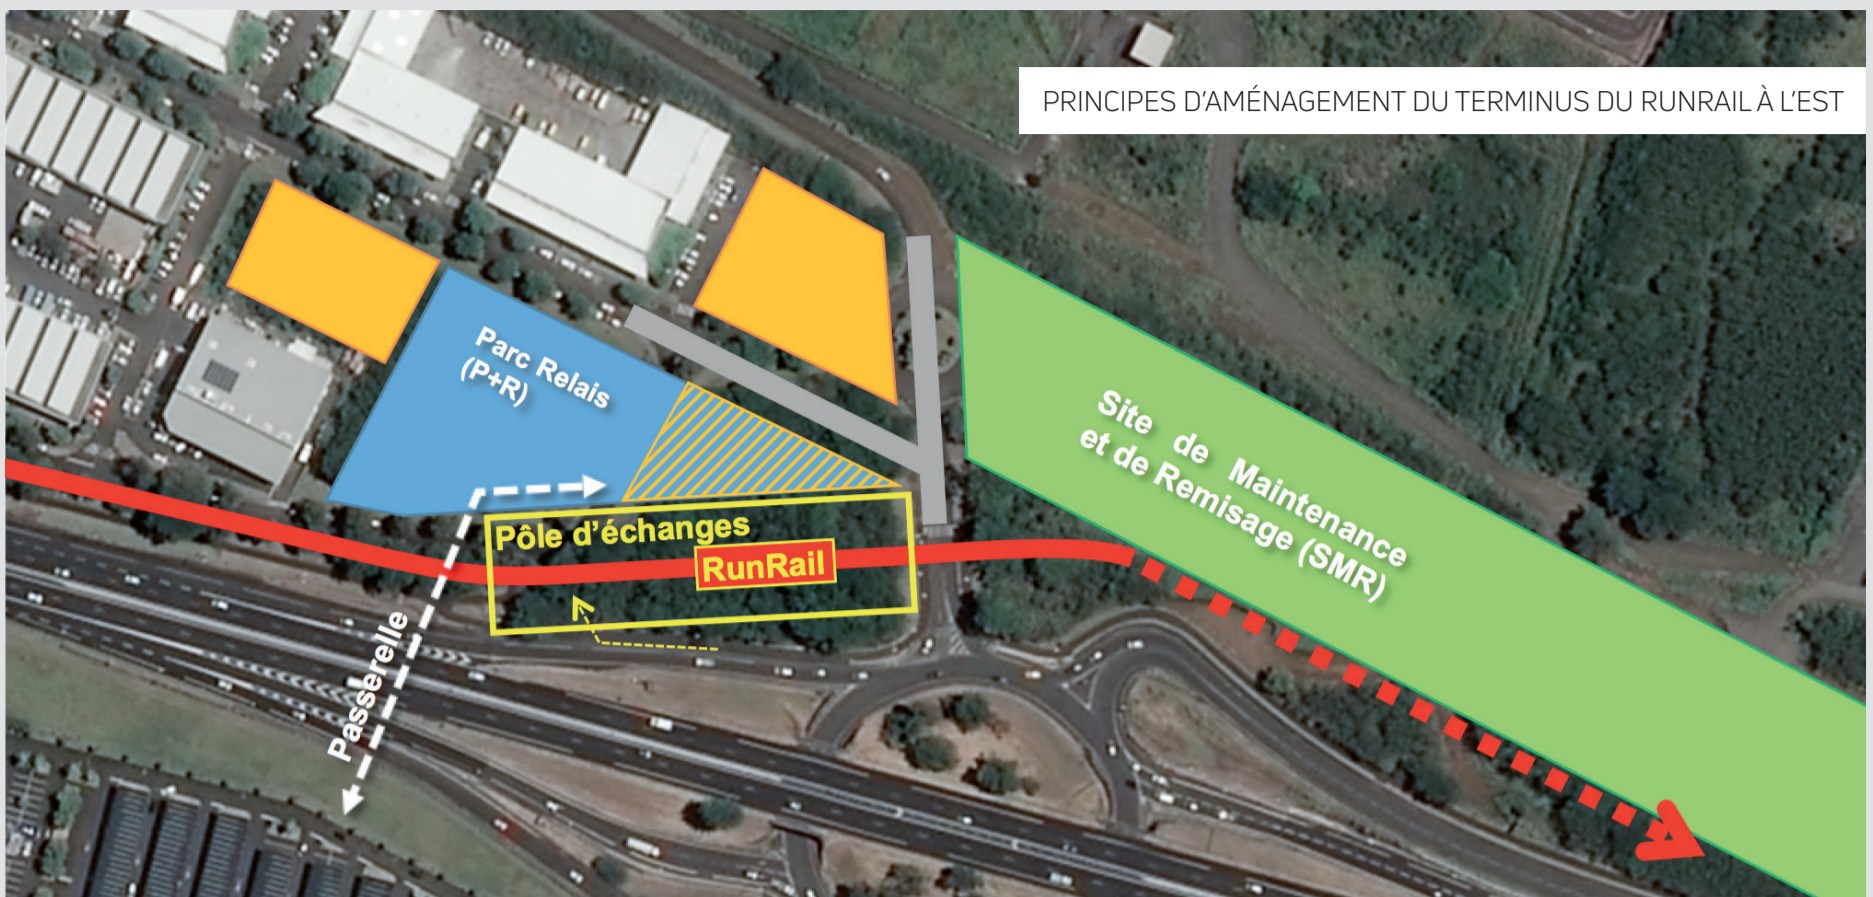 PRINCIPES D'AMÉNAGEMENT DU TERMINUS DU RUNRAIL À L'EST
Parc Relais
(P+R)
Site de Maintenance
et de Remisage (SMR)
Pôle d'échanges
RunRail
Passerelle